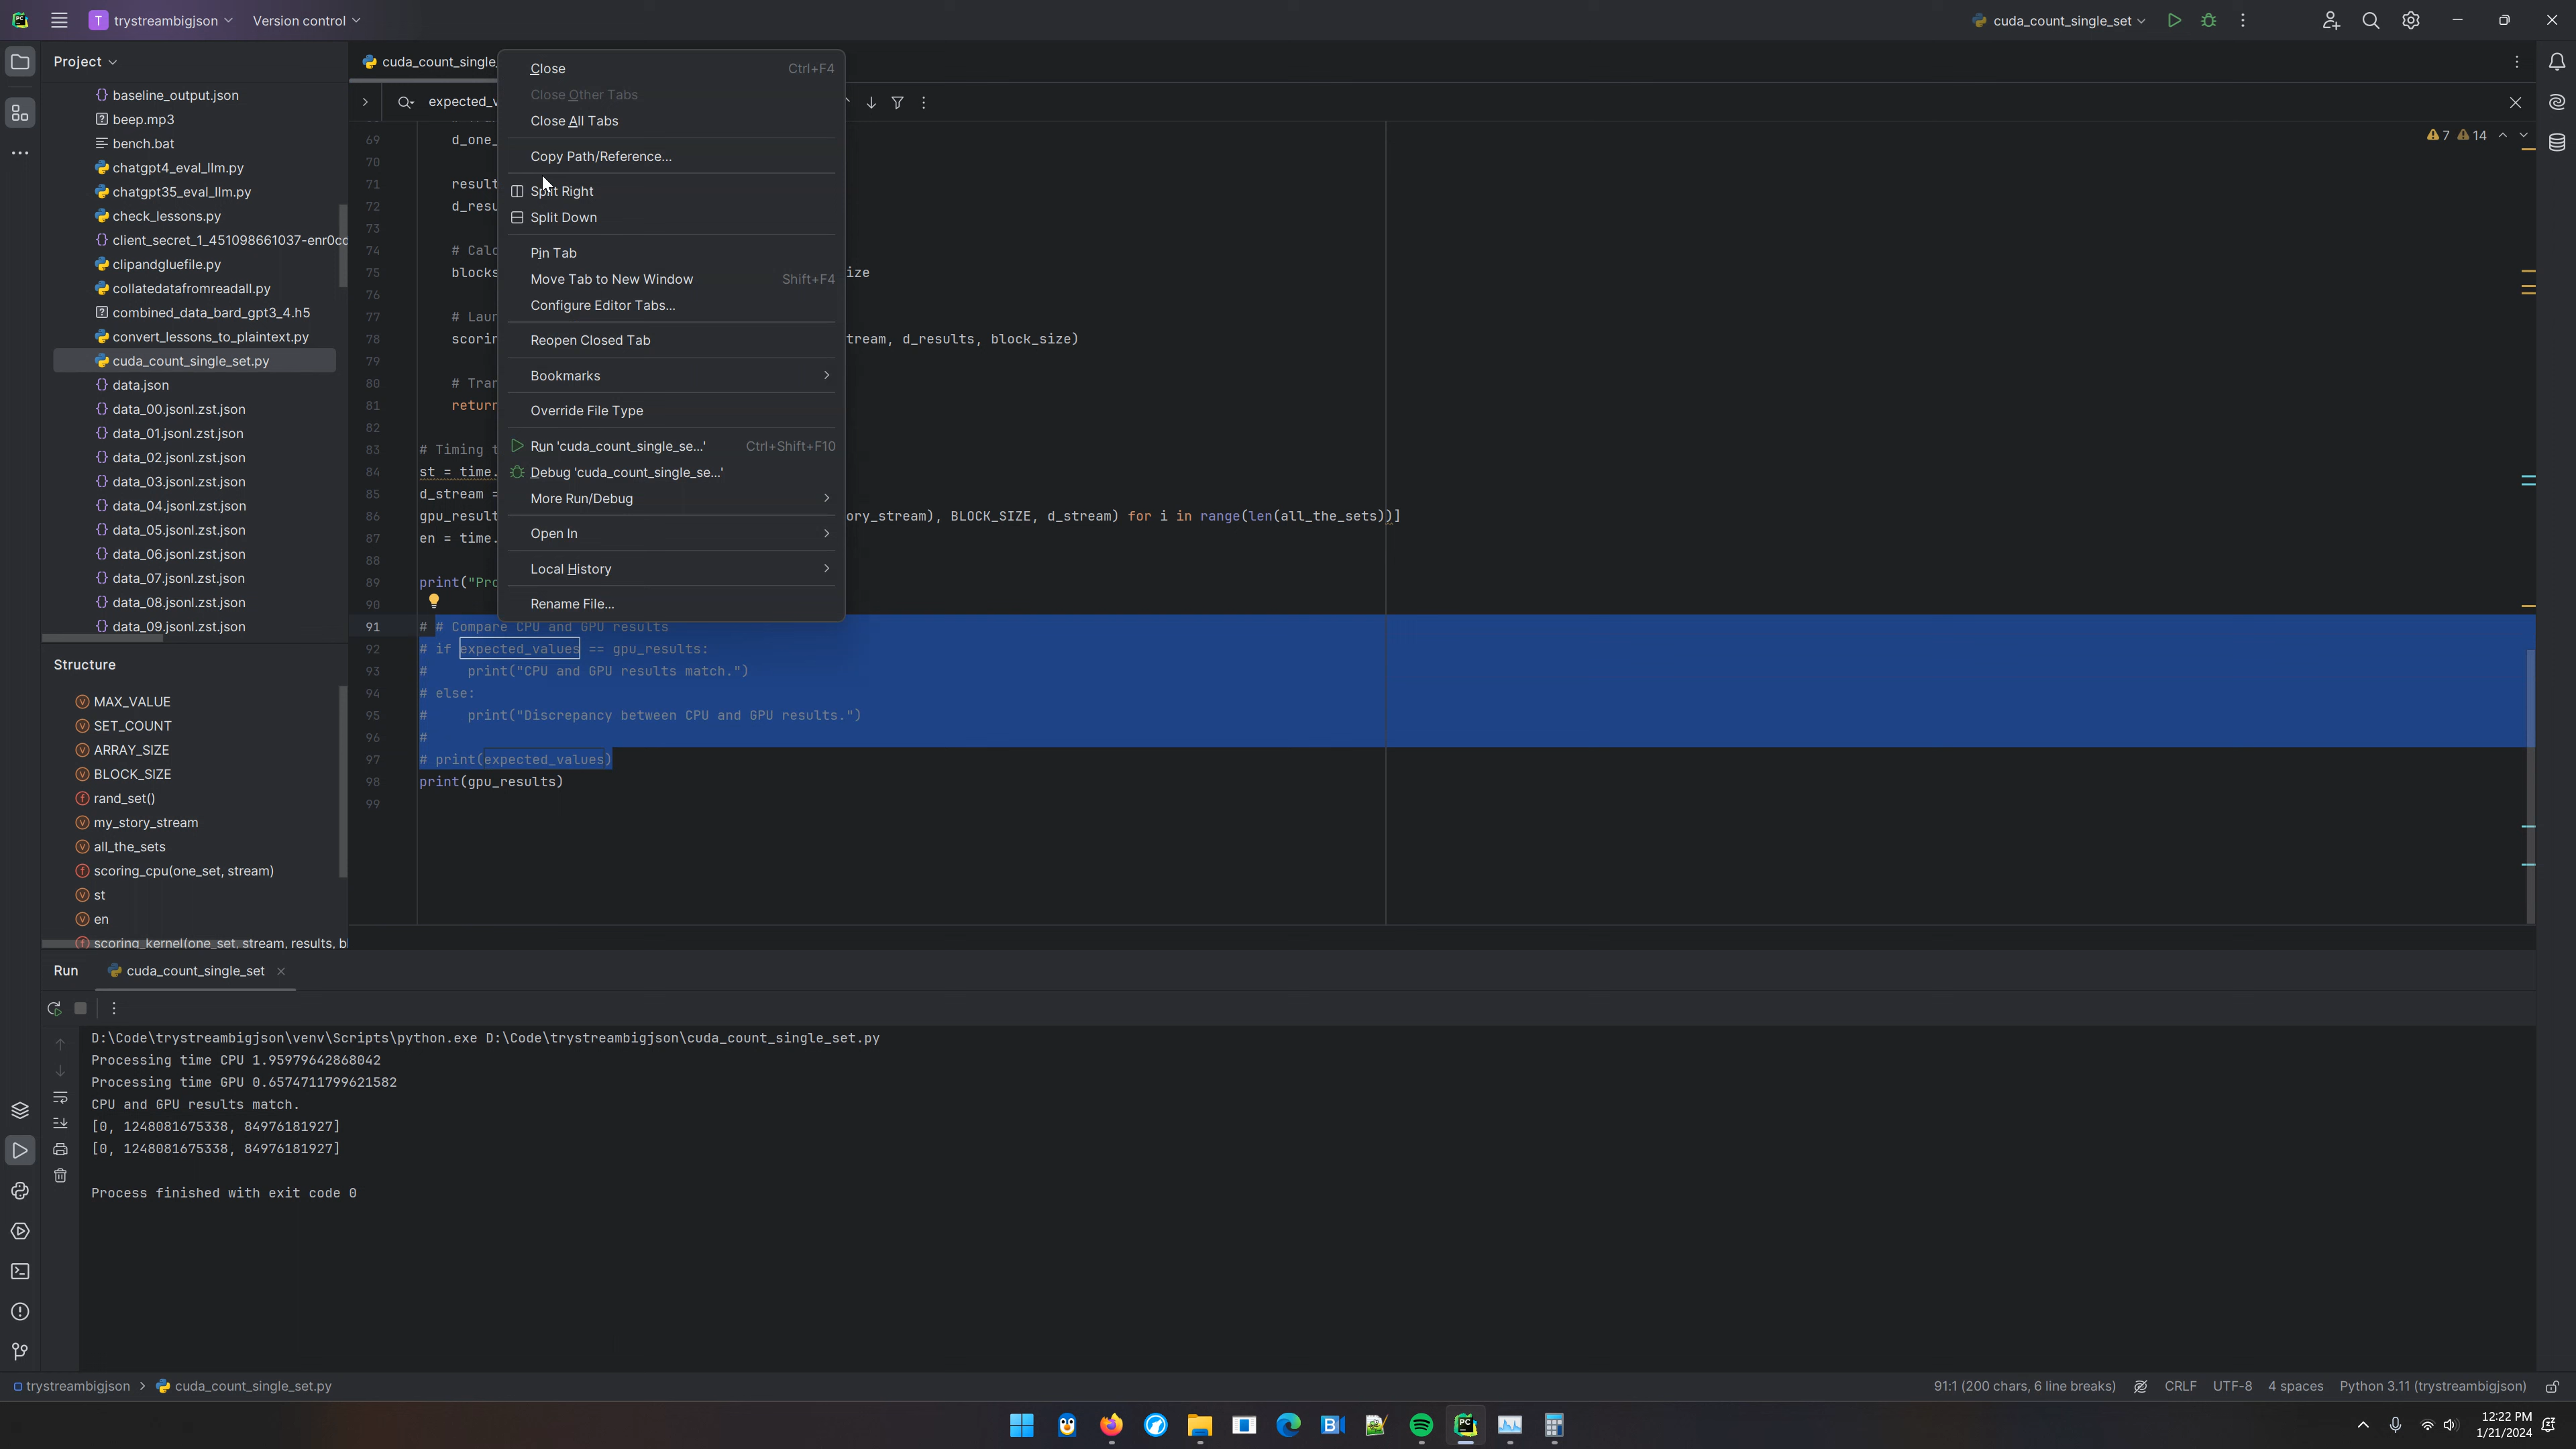 PC
T trystreambigjson
Version control
cuda_count_single_set
Project
baseline_output.json
beep.mp3
bench.bat
chatgpt4_eval_llm.py
chatgpt35_eval_llm.py
check_lessons.py
client_secret_1_451098661037-enr0cc
clipandgluefile.py
collatedatafromreadall.py
combined_data_bard_gpt3_4.h5
convert_lessons_to_plaintext.py
cuda_count_single_set.py
data.json
data_00.jsonl.zst.json
data_01.jsonl.zst.json
data_02.jsonl.zst.json
data_03.jsonl.zst.json
data_04.jsonl.zst.json
data_05.jsonl.zst.json
data_06.jsonl.zst.json
data_07.jsonl.zst.json
data_08.jsonl.zst.json
data_09.jsonl.zst.json
Structure
MAX_VALUE
SET_COUNT
ARRAY_SIZE
BLOCK_SIZE
rand_set()
my_story_stream
all_the_sets
scoring_cpu(one_set, stream)
st
en
scoring_kernel(one_set, stream, results, b
cuda_count_single_
expected_v
7 14
Close Ctrl+F4
Close Other Tabs
Close All Tabs
Copy Path/Reference...
Split Right
Split Down
Pin Tab
Move Tab to New Window Shift+F4
Configure Editor Tabs...
Reopen Closed Tab
Bookmarks
Override File Type
Run 'cuda_count_single_se...' Ctrl+Shift+F10
Debug 'cuda_count_single_se...'
More Run/Debug
Open In
Local History
Rename File...
69 d_one_
70
71 result
72 d_resu
73
74 # Calc
75 blocks ize
76
77 # Laun
78 scorin tream, d_results, block_size)
79
80 # Tran
81 return
82
83 # Timing t
84 st = time.
85 d_stream =
86 gpu_result ory_stream), BLOCK_SIZE, d_stream) for i in range(len(all_the_sets))]
87 en = time.
88
89 print("Pro
90
91 # # Compare CPU and GPU results
92 # if expected_values == gpu_results:
93 # print("CPU and GPU results match.")
94 # else:
95 # print("Discrepancy between CPU and GPU results.")
96 #
97 # print(expected_values)
98 print(gpu_results)
99
Run cuda_count_single_set
D:\Code\trystreambigjson\venv\Scripts\python.exe D:\Code\trystreambigjson\cuda_count_single_set.py
Processing time CPU 1.95979642868042
Processing time GPU 0.6574711799621582
CPU and GPU results match.
[0, 1248081675338, 84976181927]
[0, 1248081675338, 84976181927]
Process finished with exit code 0
trystreambigjson > cuda_count_single_set.py
91:1 (200 chars, 6 line breaks) CRLF UTF-8 4 spaces Python 3.11 (trystreambigjson)
12:22 PM
1/21/2024